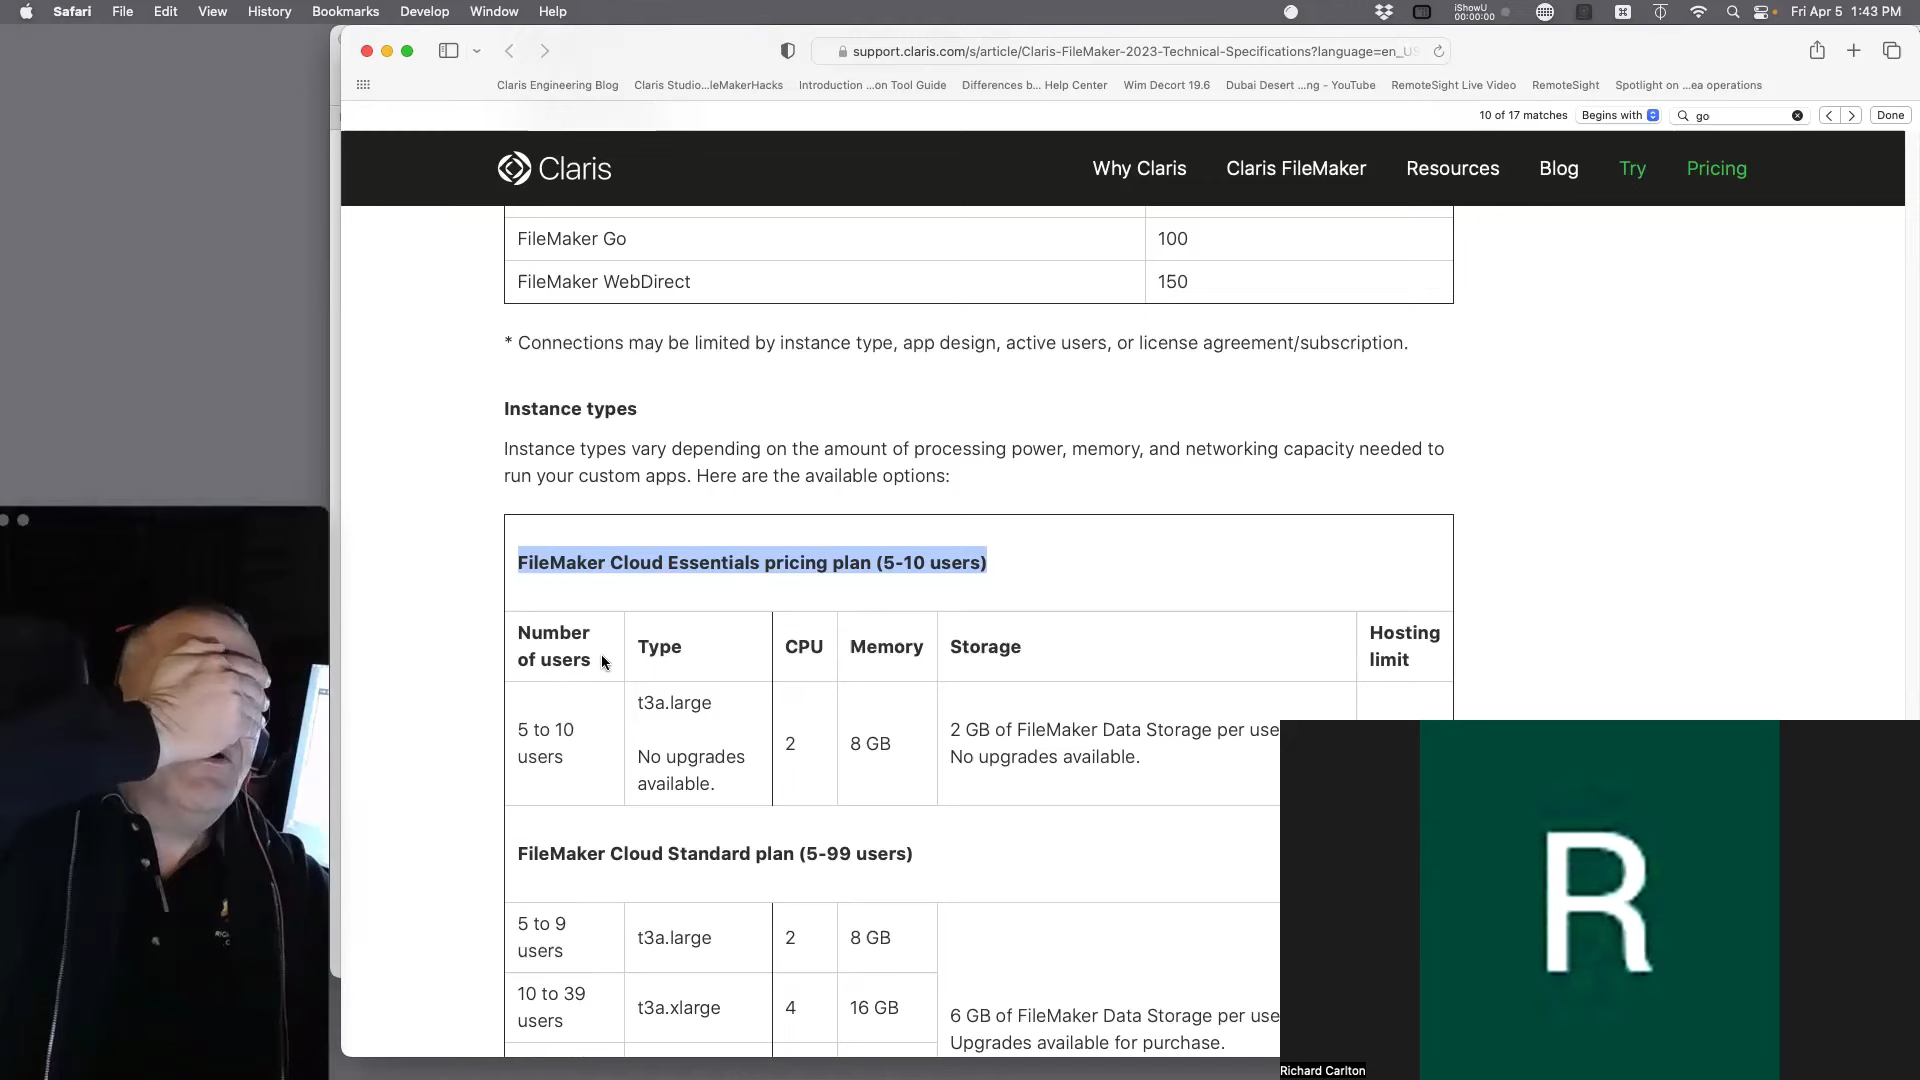 Safari File Edit View History Bookmarks Develop Window Help
iShowU
00:00:00
Fri Apr 5 1:43 PM
support.claris.com/s/article/Claris-FileMaker-2023-Technical-Specifications?language=en_US
Claris Engineering Blog Claris Studio...leMakerHacks Introduction ...on Tool Guide Differences b... Help Center Wim Decort 19.6 Dubai Desert ...ng - YouTube RemoteSight Live Video RemoteSight Spotlight on ...ea operations
10 of 17 matches Begins with go Done
Claris Why Claris Claris FileMaker Resources Blog Try Pricing
FileMaker Go 100
FileMaker WebDirect 150
* Connections may be limited by instance type, app design, active users, or license agreement/subscription.
Instance types
Instance types vary depending on the amount of processing power, memory, and networking capacity needed to
run your custom apps. Here are the available options:
FileMaker Cloud Essentials pricing plan (5-10 users)
Number
of users
Type CPU Memory Storage
Hosting
limit
5 to 10
users
t3a.large
No upgrades
available.
2 8 GB
2 GB of FileMaker Data Storage per use
No upgrades available.
FileMaker Cloud Standard plan (5-99 users)
5 to 9
users
t3a.large 2 8 GB
10 to 39
users
t3a.xlarge 4 16 GB
6 GB of FileMaker Data Storage per use
Upgrades available for purchase.
R
Richard Carlton